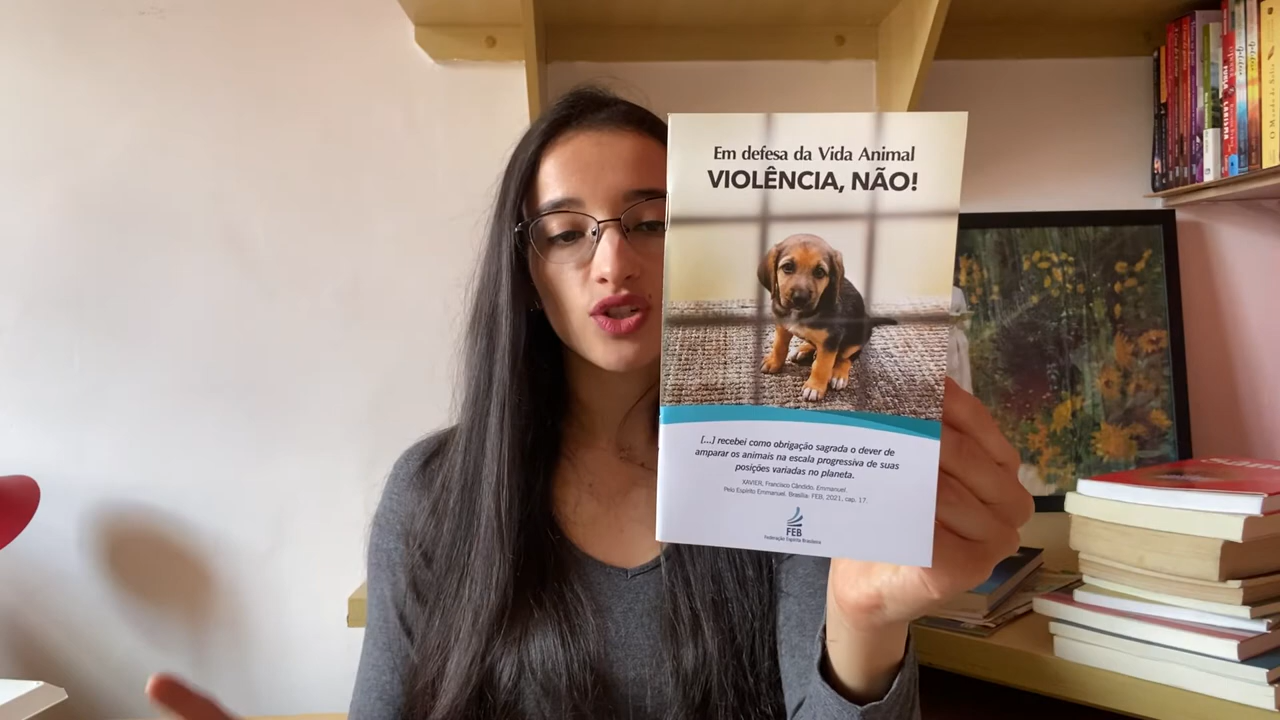 Em defesa da Vida Animal
VIOLÊNCIA, NÃO!
[...] recebei como obrigação sagrada o dever de
amparar os animais na escala progressiva de suas
posições variadas no planeta.
XAVIER, Francisco Cândido. Emmanuel.
Pelo Espírito Emmanuel. Brasília: FEB, 2021, cap. 17.
FEB
Federação Espírita Brasileira